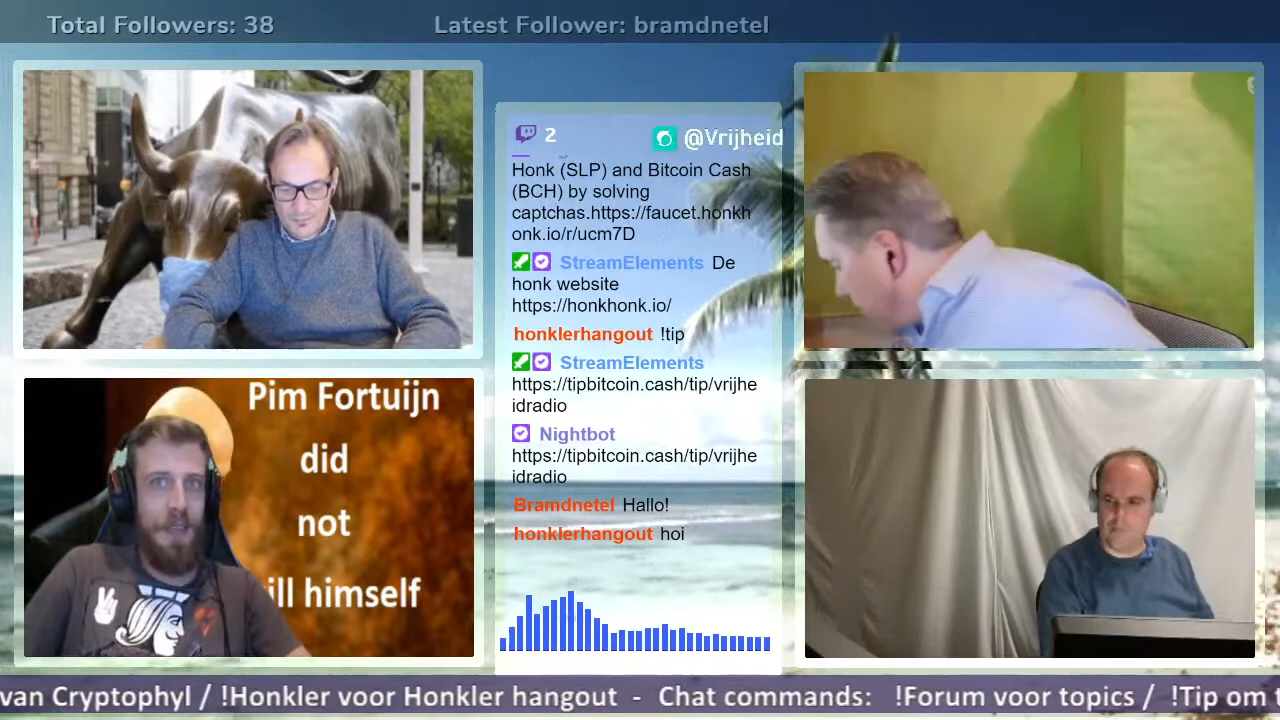 Total Followers: 38
Latest Follower: bramdnetel
2
@Vrijheid
Honk (SLP) and Bitcoin Cash
(BCH) by solving
captchas.https://faucet.honkh
onk.io/r/ucm7D
StreamElements De
honk website
https://honkhonk.io/
honklerhangout !tip
StreamElements
https://tipbitcoin.cash/tip/vrijhe
idradio
Nightbot
https://tipbitcoin.cash/tip/vrijhe
idradio
Bramdnetel Hallo!
honklerhangout hoi
Pim Fortuijn
did
not
ill himself
van Cryptophyl / !Honkler voor Honkler hangout - Chat commands: !Forum voor topics / !Tip om